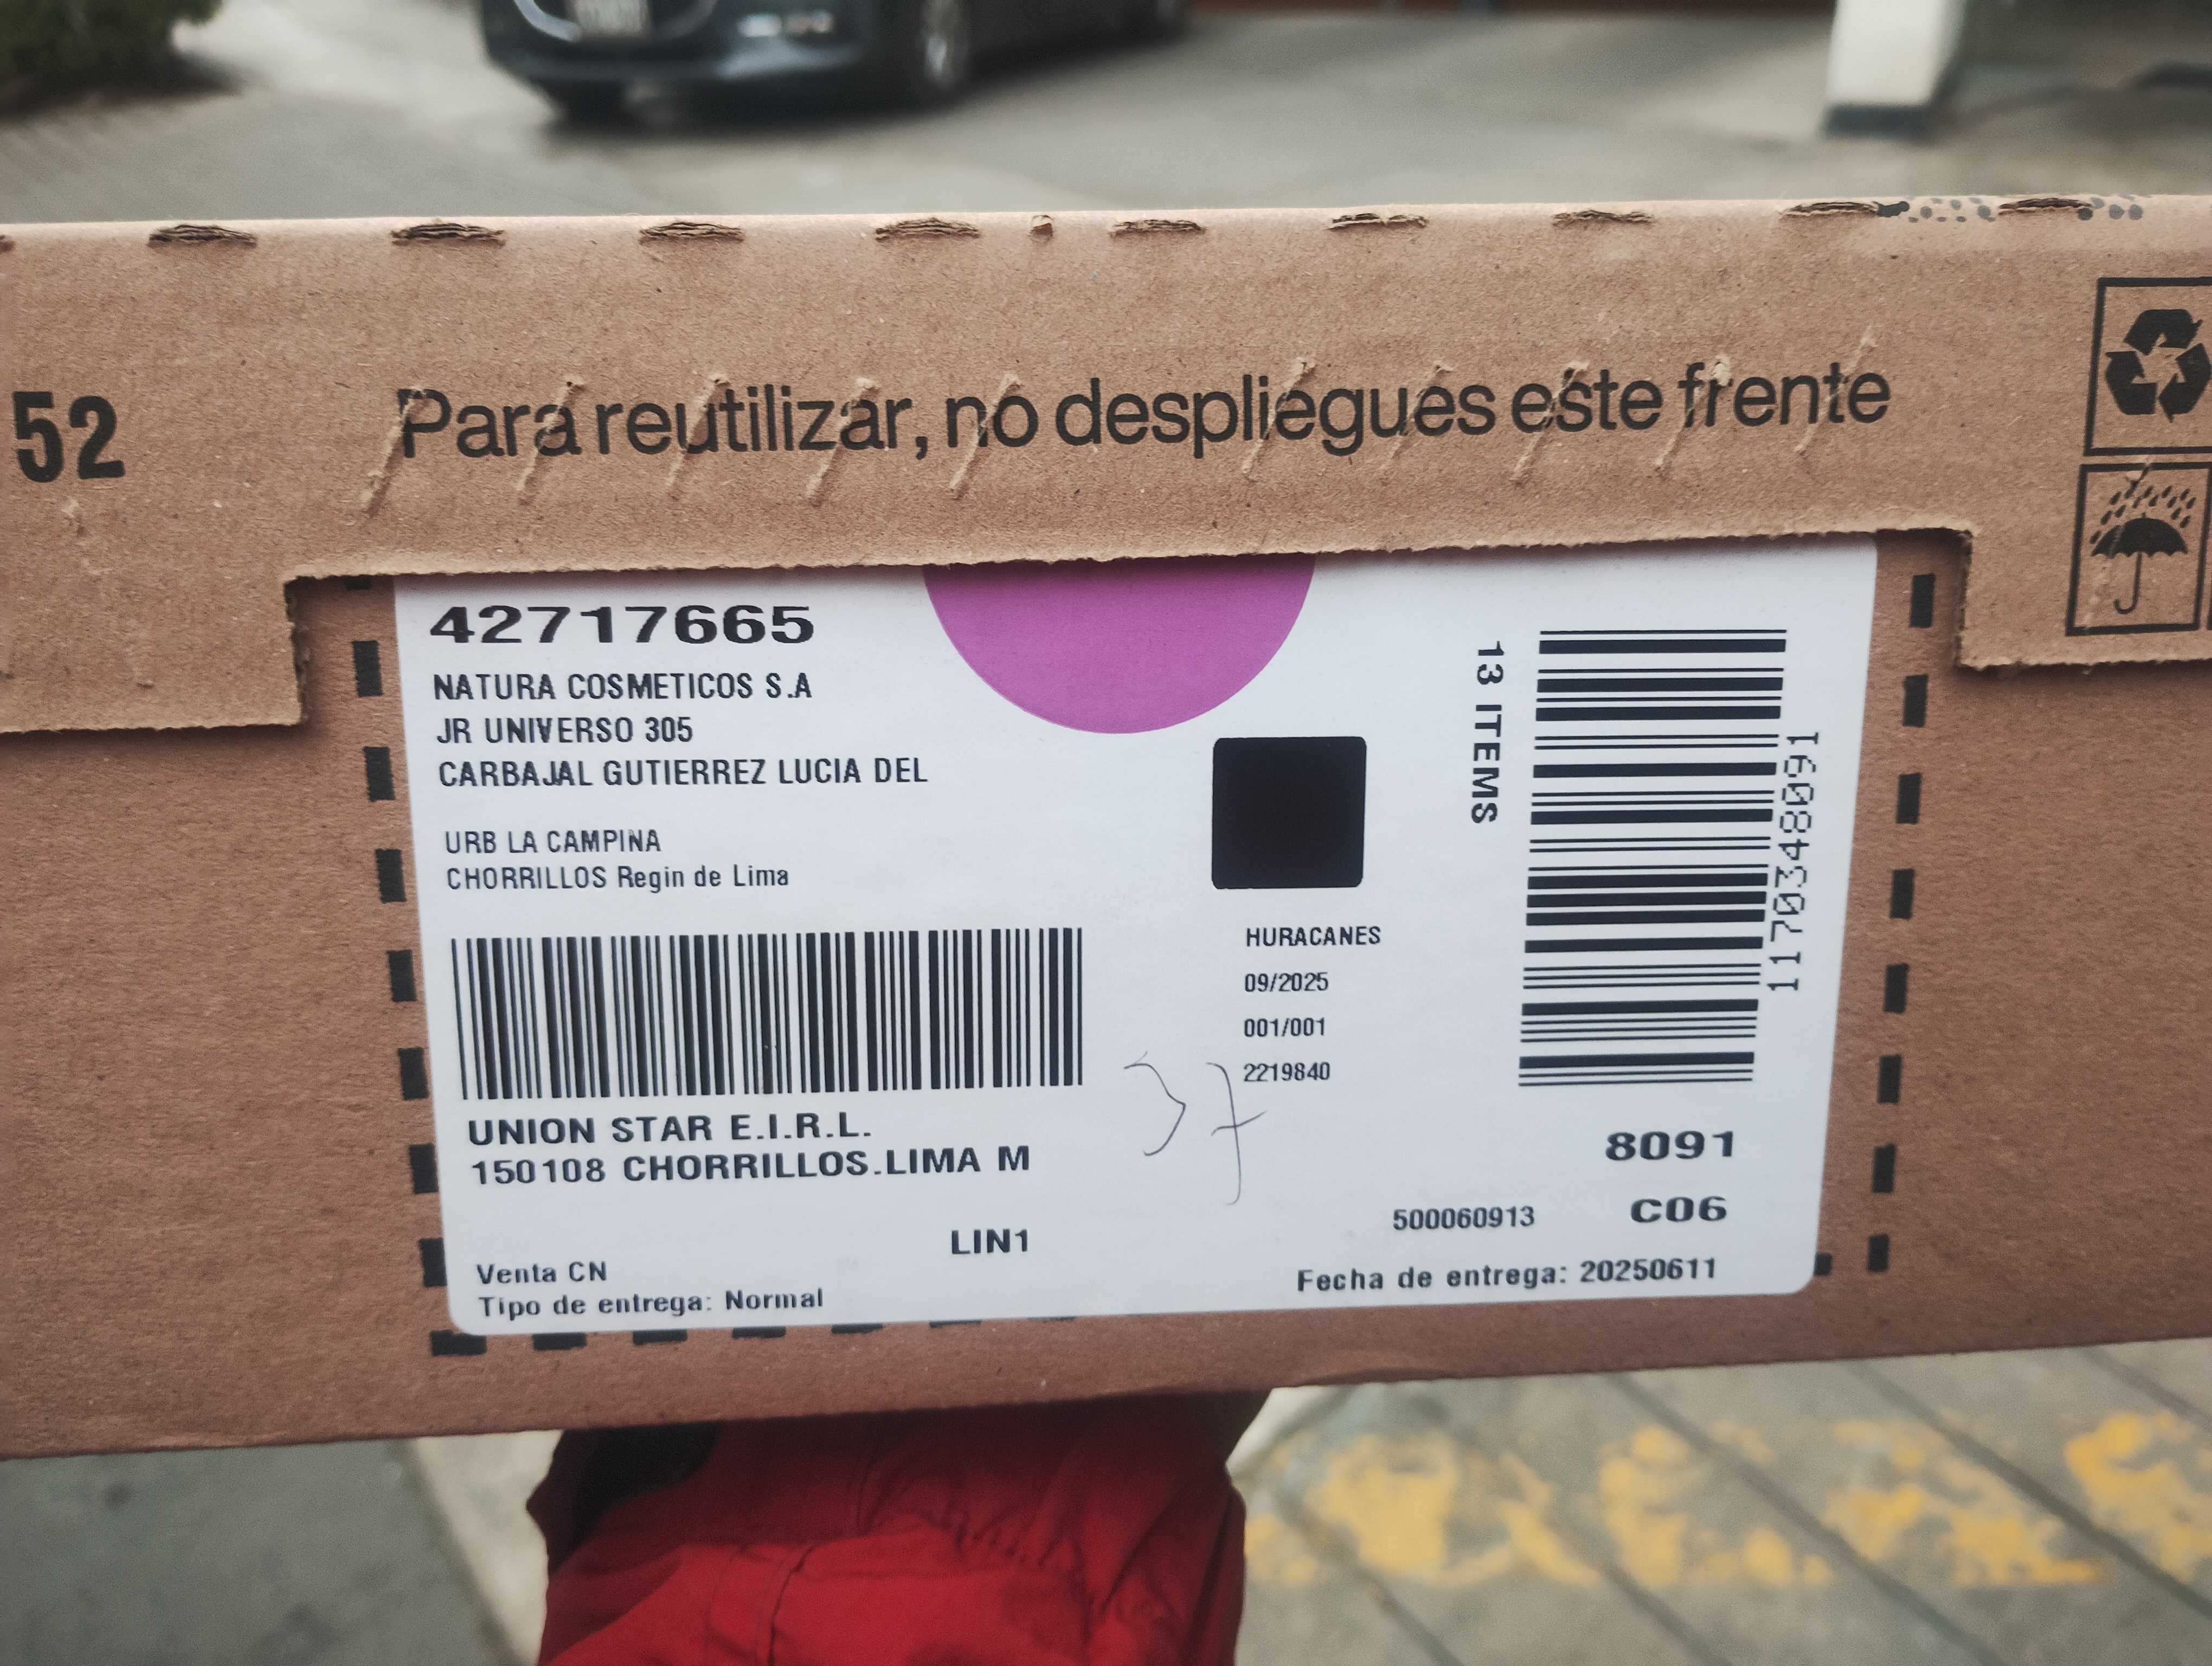 52
Para reutilizar, no despliegues este frente
42717665
NATURA COSMETICOS S.A
JR UNIVERSO 305
CARBAJAL GUTIERREZ LUCIA DEL
URB LA CAMPINA
CHORRILLOS Regin de Lima
UNION STAR E.I.R.L.
150108 CHORRILLOS.LIMA M
LIN1
Venta CN
Tipo de entrega: Normal
HURACANES
09/2025
001/001
2219840
37
13 ITEMS
11703480​91
8091
500060913 C06
Fecha de entrega: 20250611